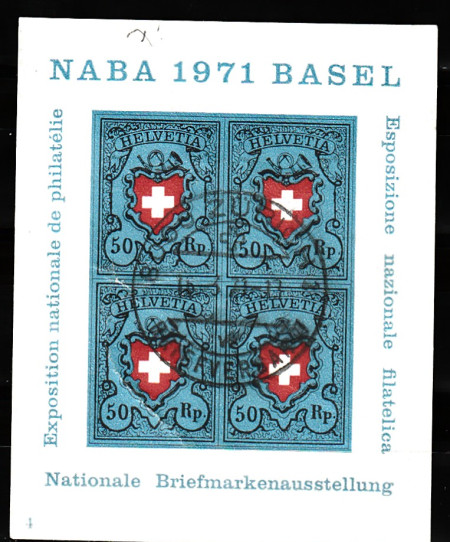 NABA 1971 BASEL
Exposition nationale de philatelie
Esposizione nazionale filatelica
HELVETIA
50 Rp.
HELVETIA
50 Rp.
HELVETIA
50 Rp.
HELVETIA
50 Rp.
Nationale Briefmarkenausstellung
4